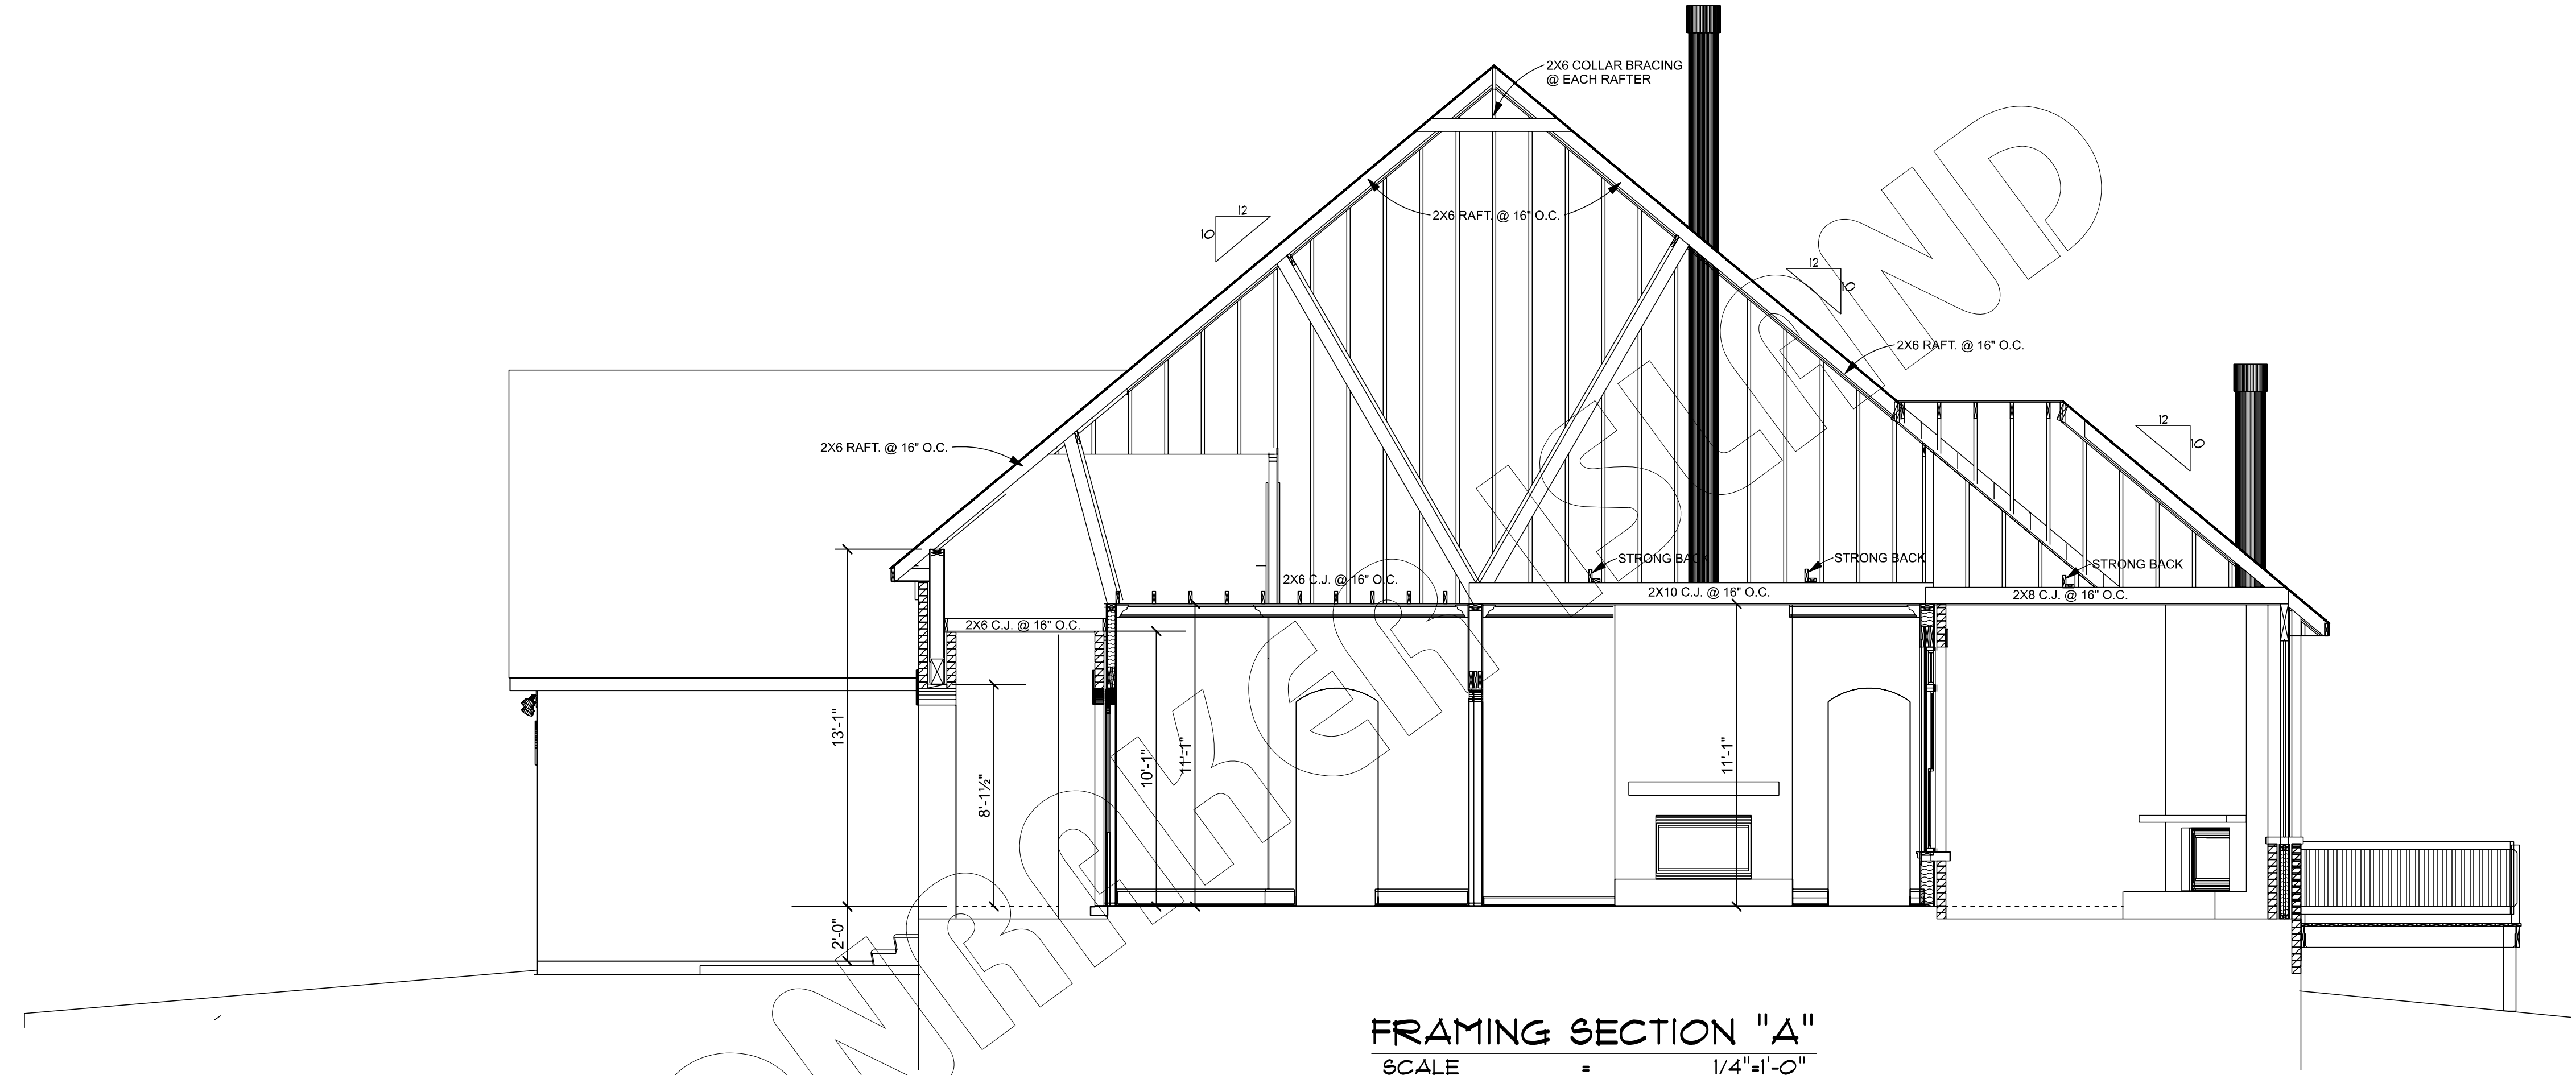 2X6 COLLAR BRACING
@ EACH RAFTER
12
10
2X6 RAFT. @ 16" O.C.
12
10
2X6 RAFT. @ 16" O.C.
12
10
2X6 RAFT. @ 16" O.C.
STRONG BACK
STRONG BACK
STRONG BACK
2X6 C.J. @ 16" O.C.
2X10 C.J. @ 16" O.C.
2X8 C.J. @ 16" O.C.
2X6 C.J. @ 16" O.C.
13'-1"
8'-1½"
10'-1"
11'-1"
11'-1"
2'-0"
ISLAND
FRAMING SECTION "A"
SCALE = 1/4"=1'-0"